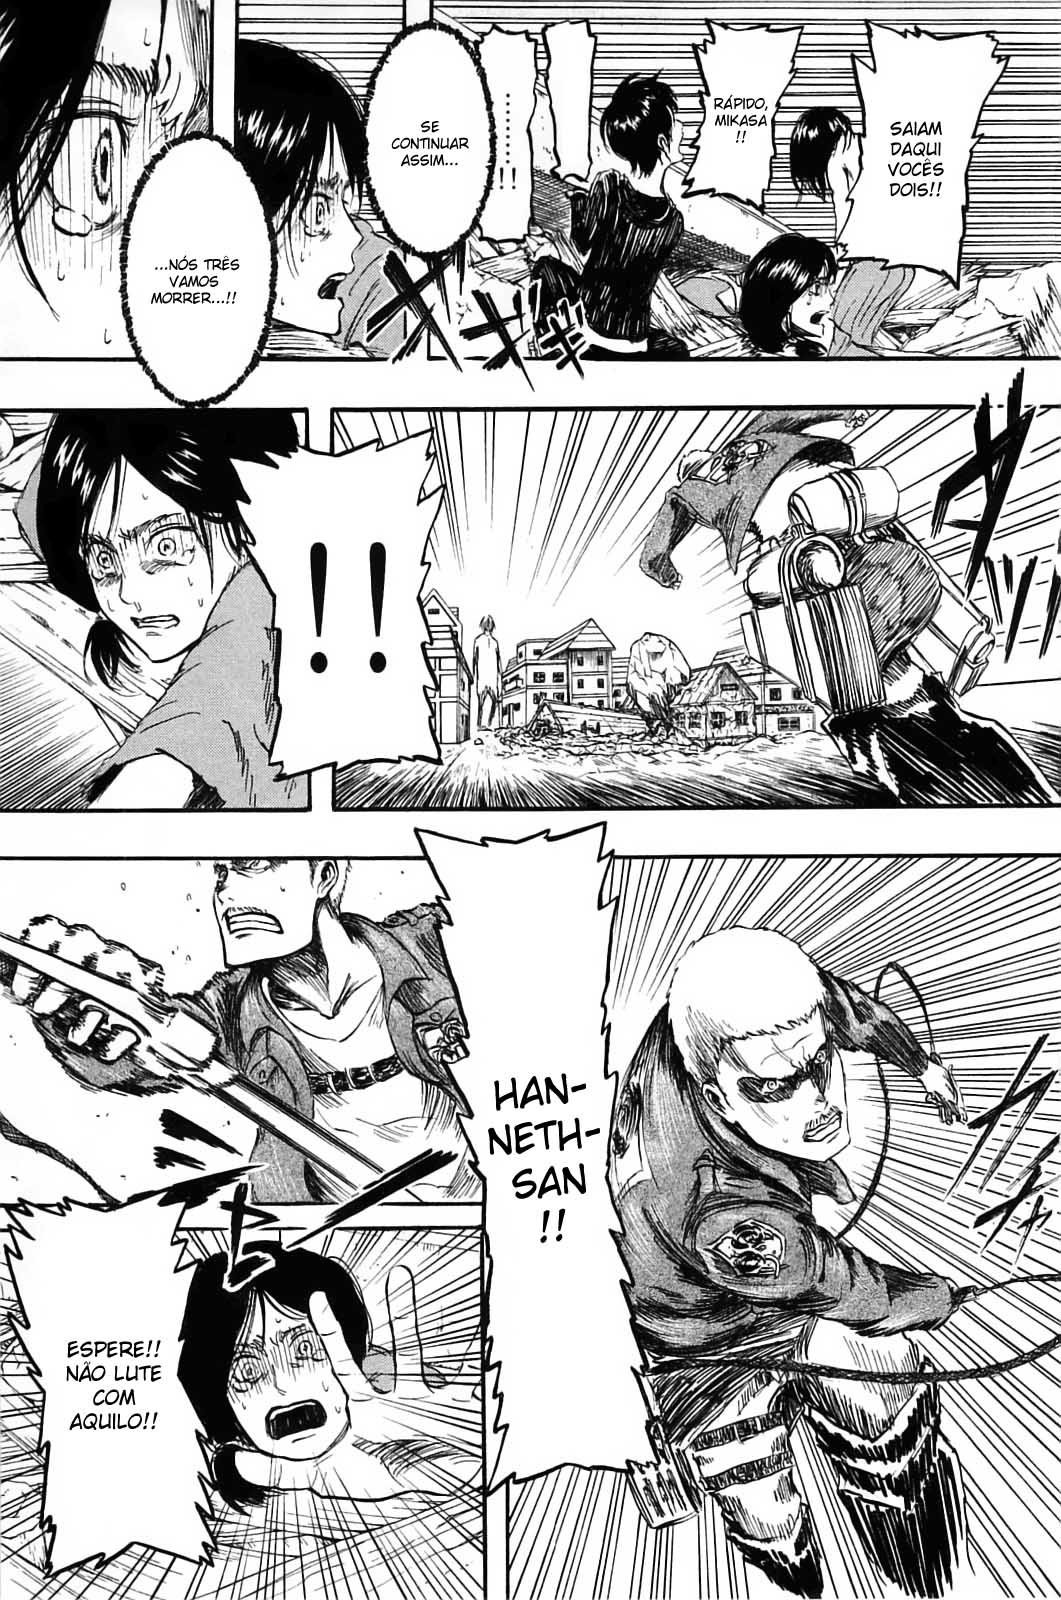 SAIAM
DAQUI
VOCÊS
DOIS!!
RÁPIDO,
MIKASA
!!
......
!!
SE
CONTINUAR
ASSIM...
...NÓS TRÊS
VAMOS
MORRER...!!
!!
HAN-
NETH-
SAN
!!
ESPERE!!
NÃO LUTE
COM
AQUILO!!